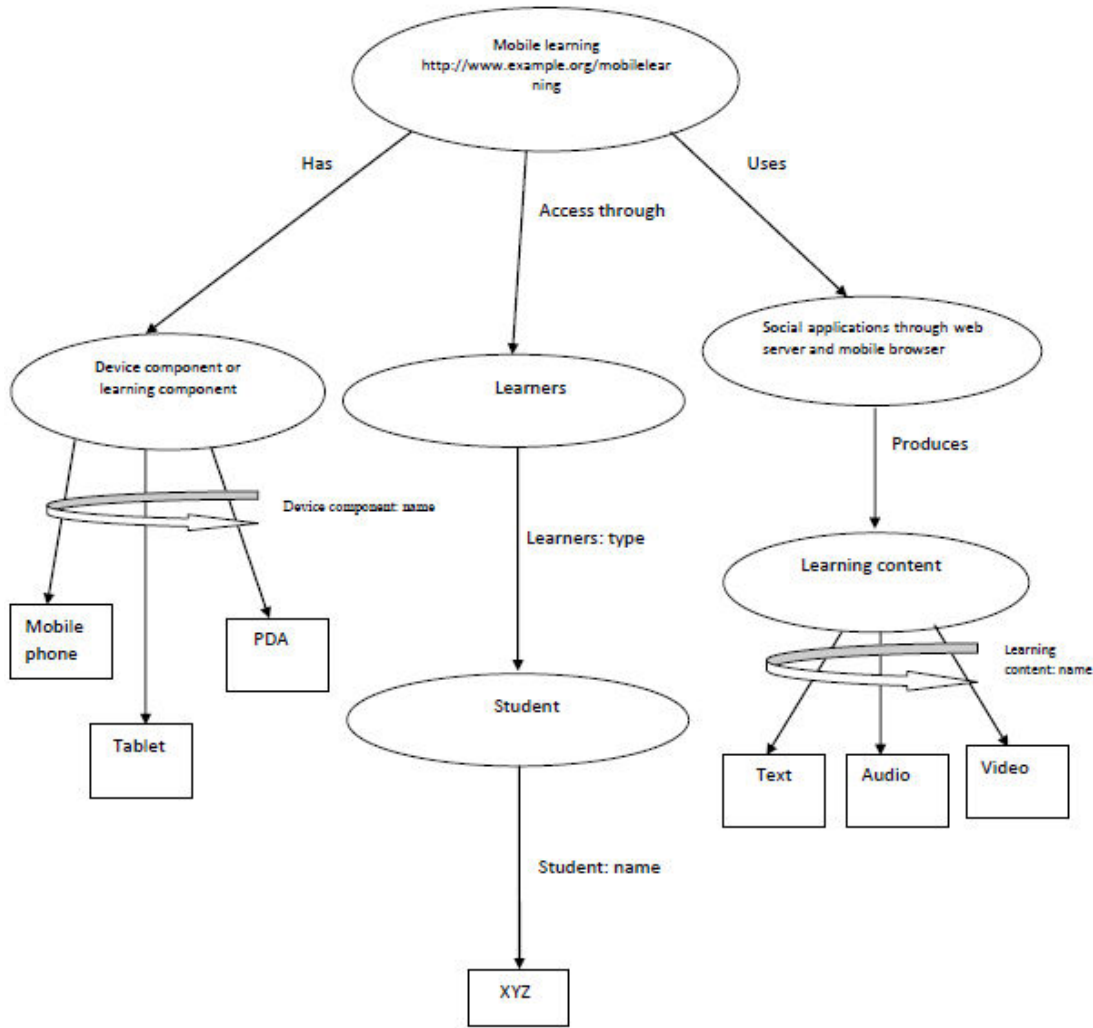 Mobile learning
http://www.example.org/mobilelear
ning
Has
Uses
Access through
Social applications through web
server and mobile browser
Device component or
learning component
Learners
Produces
Device component: name
Learners: type
Learning content
Mobile
phone
PDA
Learning
content: name
Student
Tablet
Text
Audio
Video
Student: name
XYZ